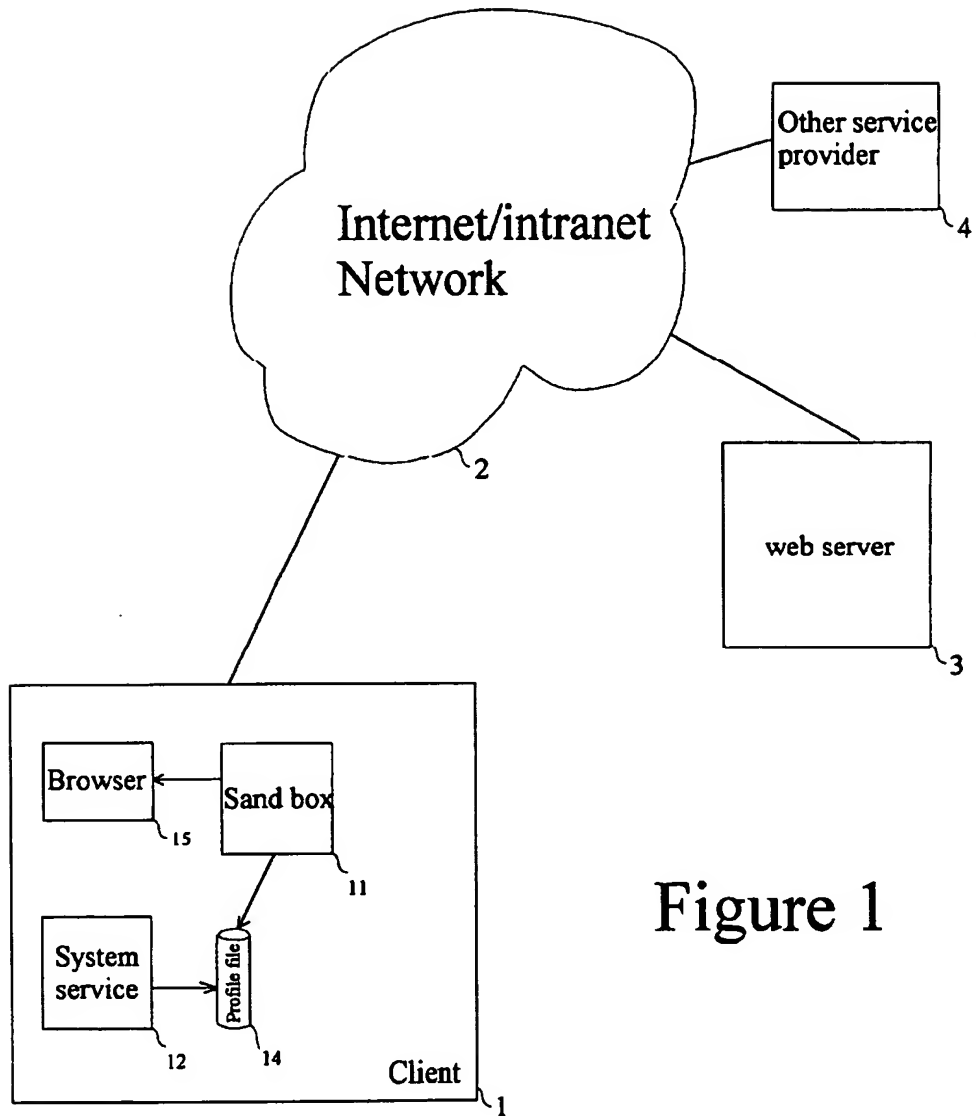 Other service
provider
4
Internet/intranet
Network
2
web server
3
Browser
15
Sand box
11
System
service
12
Profile file
14
Client
1
Figure 1